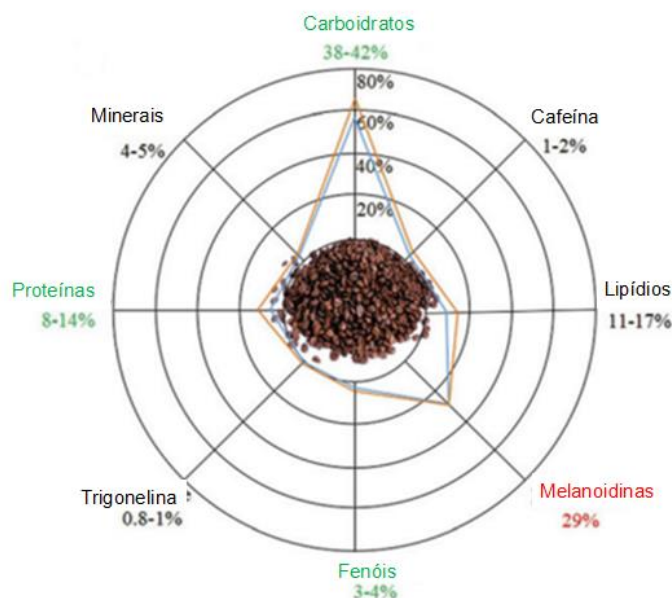 Carboidratos
38-42%
80%
60%
40%
20%
Minerais
4-5%
Cafeína
1-2%
Proteínas
8-14%
Lipídios
11-17%
Trigonelina
0.8-1%
Melanoidinas
29%
Fenóis
3-4%